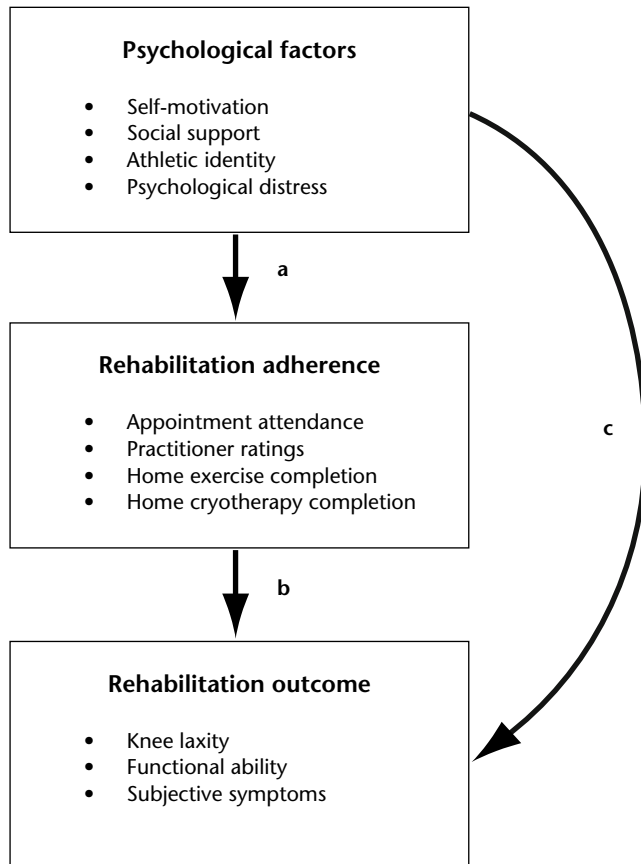 Psychological factors
• Self-motivation
• Social support
• Athletic identity
• Psychological distress
a
Rehabilitation adherence
• Appointment attendance
• Practitioner ratings
• Home exercise completion
• Home cryotherapy completion
c
b
Rehabilitation outcome
• Knee laxity
• Functional ability
• Subjective symptoms